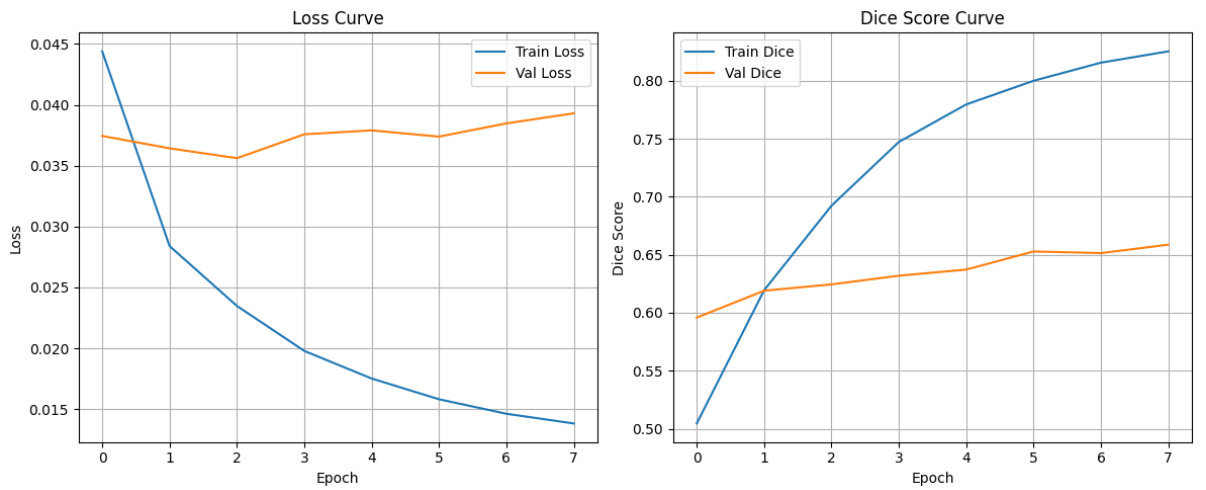 Loss Curve
Train Loss
Val Loss
0.045
0.040
0.035
0.030
0.025
0.020
0.015
Loss
0 1 2 3 4 5 6 7
Epoch
Dice Score Curve
Train Dice
Val Dice
0.80
0.75
0.70
0.65
0.60
0.55
0.50
Dice Score
0 1 2 3 4 5 6 7
Epoch